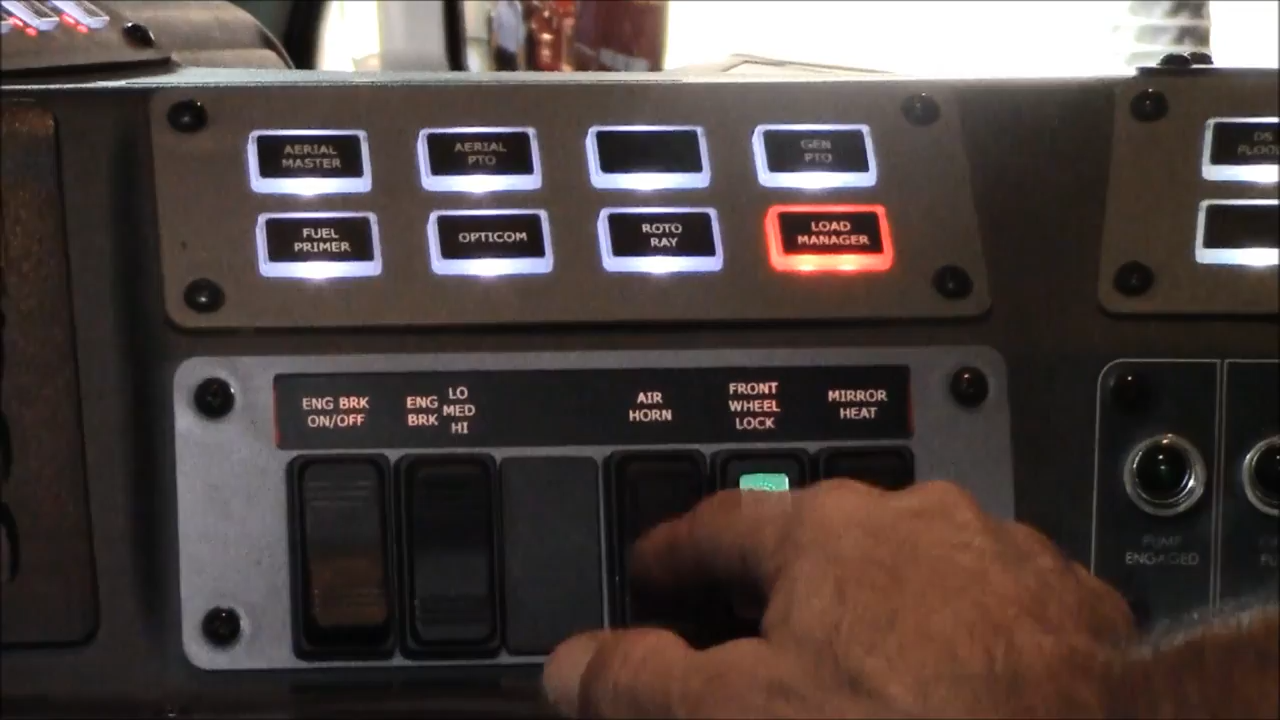 AERIAL
MASTER
AERIAL
PTO
GEN
PTO
DS
FUEL
PRIMER
OPTICOM
ROTO
RAY
LOAD
MANAGER
ENG BRK
ON/OFF
ENG
BRK
LO
MED
HI
AIR
HORN
FRONT
WHEEL
LOCK
MIRROR
HEAT
PUMP
ENGAGED